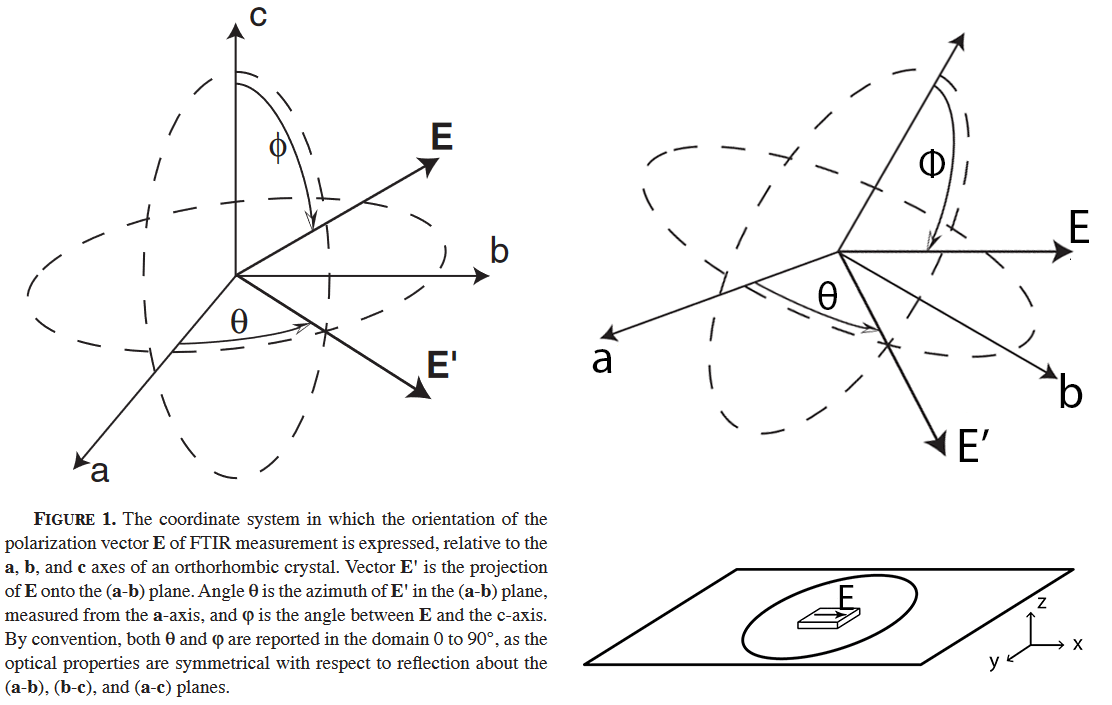 c
ϕ
E
b
θ
E'
a
Φ
E
θ
a
b
E′
FIGURE 1. The coordinate system in which the orientation of the
polarization vector E of FTIR measurement is expressed, relative to the
a, b, and c axes of an orthorhombic crystal. Vector E' is the projection
of E onto the (a-b) plane. Angle θ is the azimuth of E' in the (a-b) plane,
measured from the a-axis, and φ is the angle between E and the c-axis.
By convention, both θ and φ are reported in the domain 0 to 90°, as the
optical properties are symmetrical with respect to reflection about the
(a-b), (b-c), and (a-c) planes.
E
z
x
y